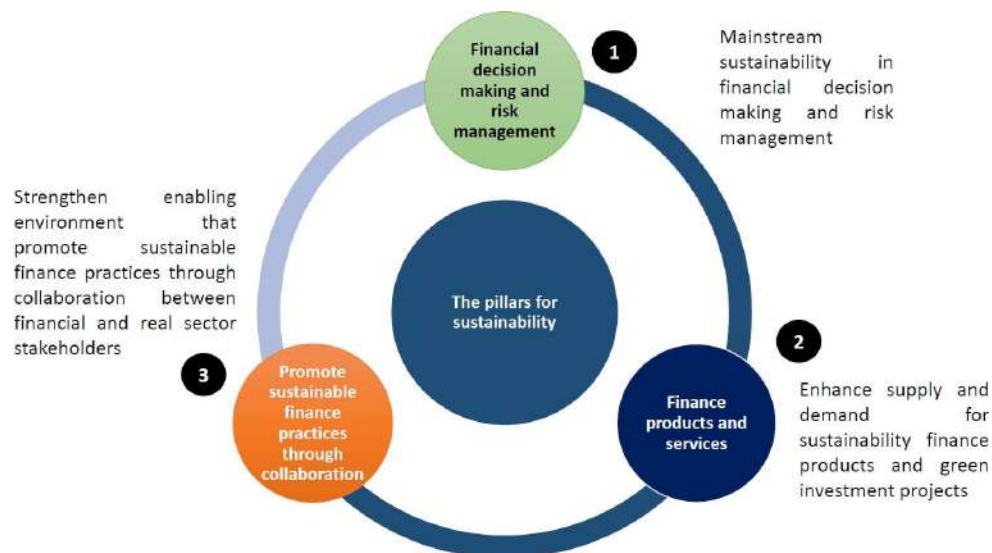 Financial
decision
making and
risk
management
1
Mainstream
sustainability in
financial decision
making and risk
management
Strengthen enabling
environment that
promote sustainable
finance practices through
collaboration between
financial and real sector
stakeholders
The pillars for
sustainability
3
Promote
sustainable
finance
practices
through
collaboration
2
Finance
products and
services
Enhance supply and
demand for
sustainability finance
products and green
investment projects